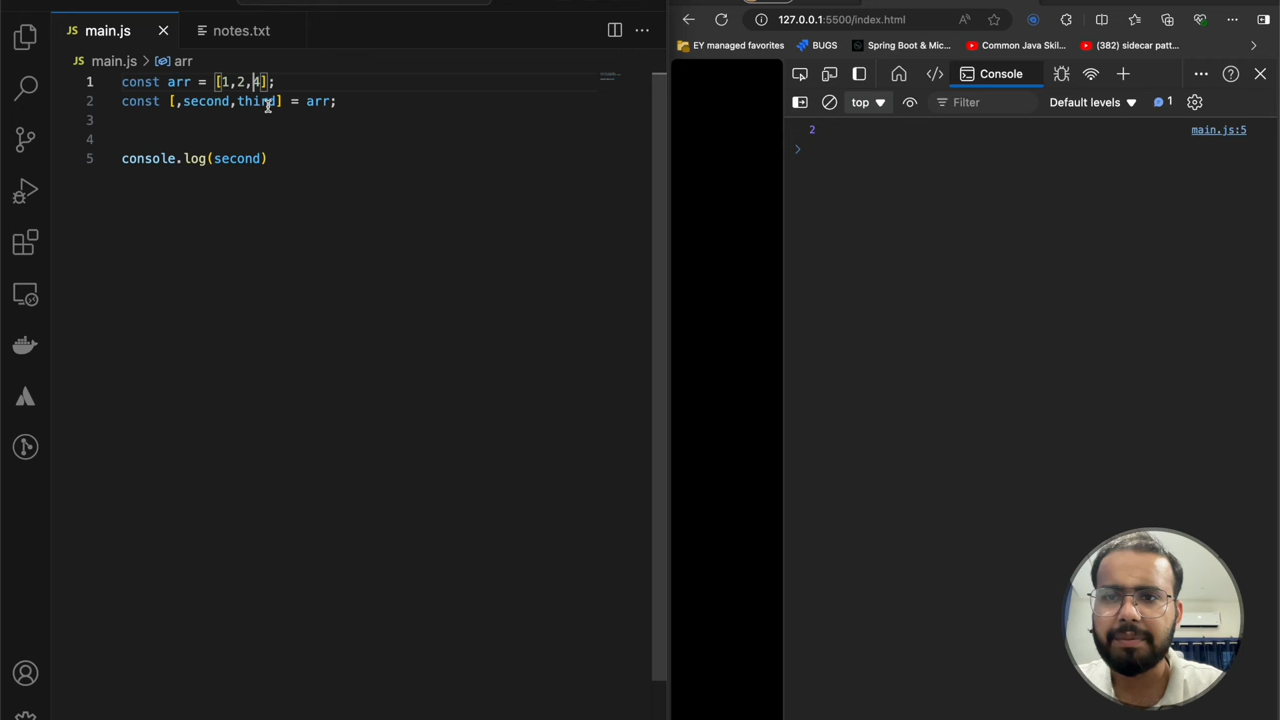 main.js
notes.txt
main.js > arr
1 const arr = [1,2,4];
2 const [,second,third] = arr;
3
4
5 console.log(second)
127.0.0.1:5500/index.html
EY managed favorites
BUGS
Spring Boot & Mic...
Common Java Skil...
(382) sidecar patt...
Console
top
Filter
Default levels
1
2 main.js:5